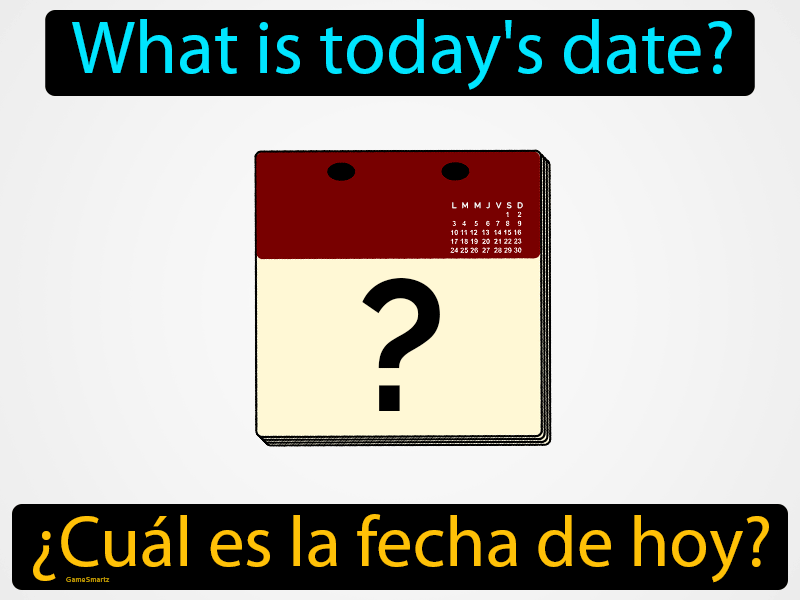 What is today's date?
L M M J V S D
1 2
3 4 5 6 7 8 9
10 11 12 13 14 15 16
17 18 19 20 21 22 23
24 25 26 27 28 29 30
?
¿Cuál es la fecha de hoy?
GameSmartz